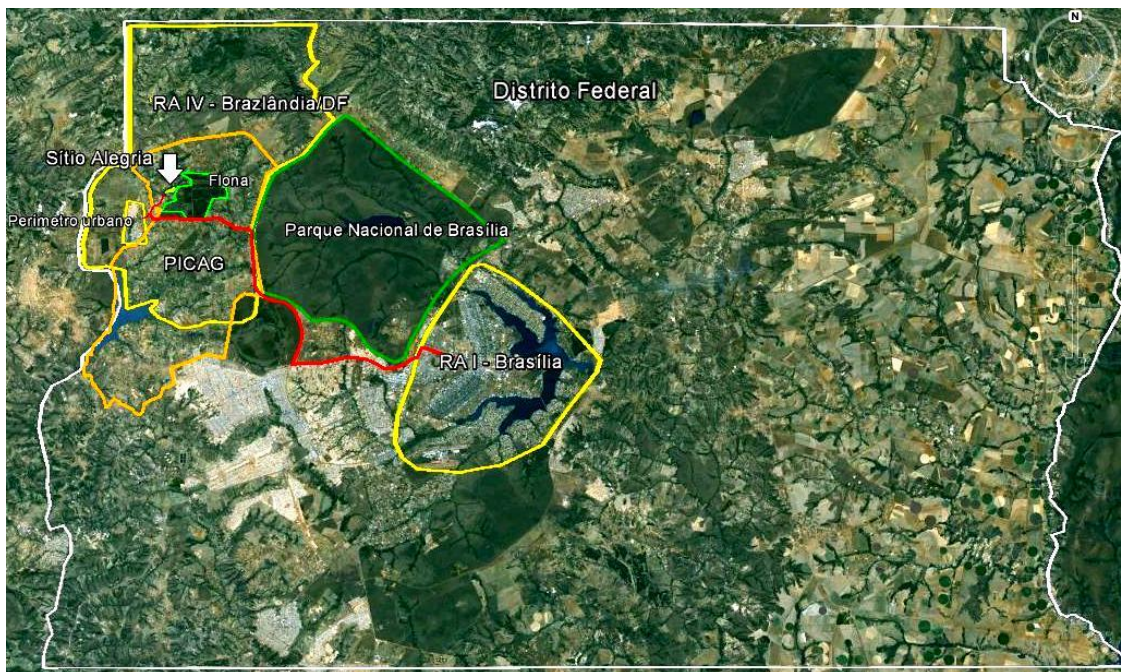 N
Distrito Federal
RA IV - Brazlândia/DF
Sítio Alegria
Flona
Perímetro urbano
Parque Nacional de Brasília
PICAG
RA I - Brasília